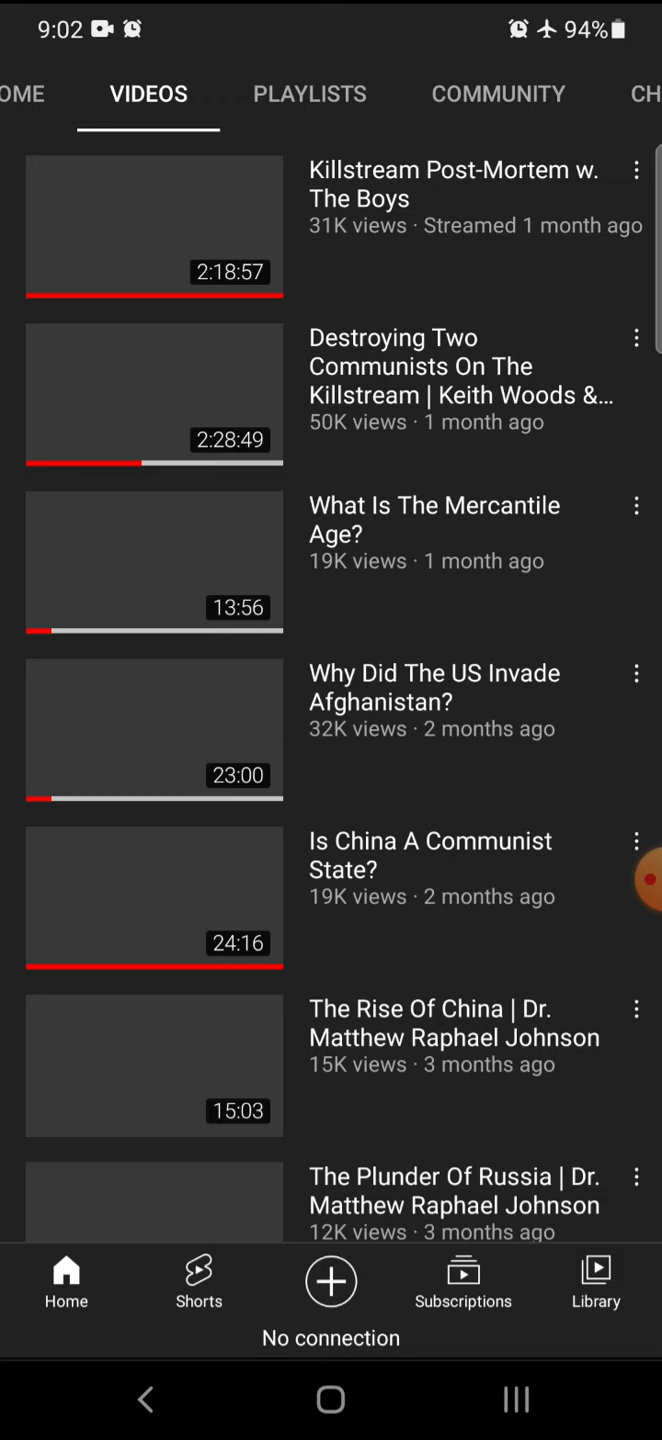 9:02
94%
OME
VIDEOS
PLAYLISTS
COMMUNITY
CH
Killstream Post-Mortem w.
The Boys
31K views · Streamed 1 month ago
2:18:57
Destroying Two
Communists On The
Killstream | Keith Woods &...
50K views · 1 month ago
2:28:49
What Is The Mercantile
Age?
19K views · 1 month ago
13:56
Why Did The US Invade
Afghanistan?
32K views · 2 months ago
23:00
Is China A Communist
State?
19K views · 2 months ago
24:16
The Rise Of China | Dr.
Matthew Raphael Johnson
15K views · 3 months ago
15:03
The Plunder Of Russia | Dr.
Matthew Raphael Johnson
12K views · 3 months ago
Home
Shorts
Subscriptions
Library
No connection